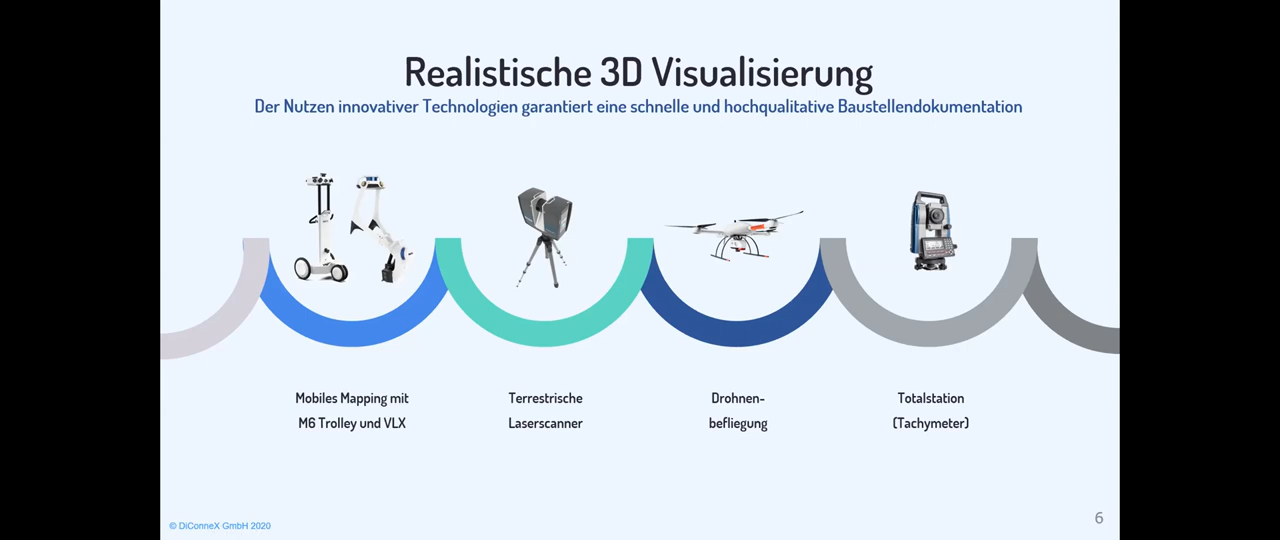 Realistische 3D Visualisierung
Der Nutzen innovativer Technologien garantiert eine schnelle und hochqualitative Baustellendokumentation
Mobiles Mapping mit
M6 Trolley und VLX
Terrestrische
Laserscanner
Drohnen-
befliegung
Totalstation
(Tachymeter)
© DiConneX GmbH 2020
6